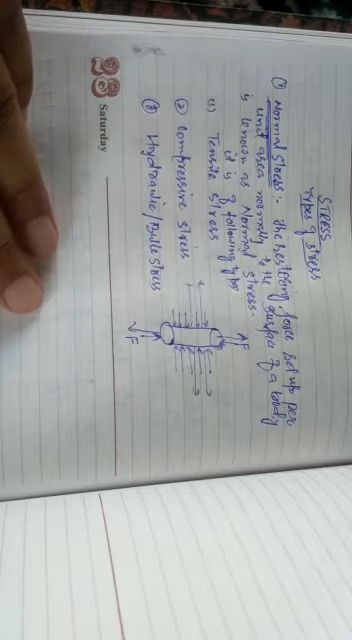 STRESS
Types of stress
① Normal Stress :- the restoring force set up per
unit area normally to the surface of a body
is known as Normal Stress.
it is of following type
(1) Tensile stress
② Compressive stress
③ Hydraulic/Bulk stress
F
F
28
Saturday